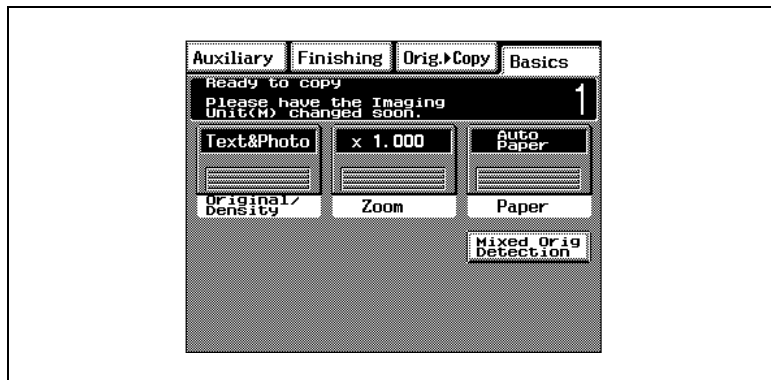 Auxiliary Finishing Orig.▸Copy Basics
Ready to copy
Please have the Imaging
Unit(M) changed soon.
1
Text&Photo x 1.000 Auto
Paper
Original/
Density
Zoom Paper
Mixed Orig
Detection